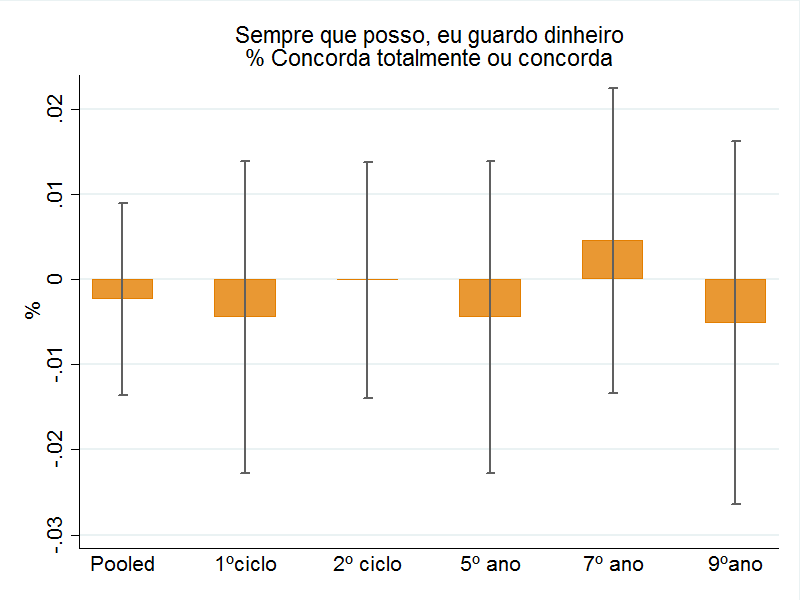 Sempre que posso, eu guardo dinheiro
% Concorda totalmente ou concorda
%
.02
.01
0
-.01
-.02
-.03
Pooled 1ºciclo 2º ciclo 5º ano 7º ano 9ºano